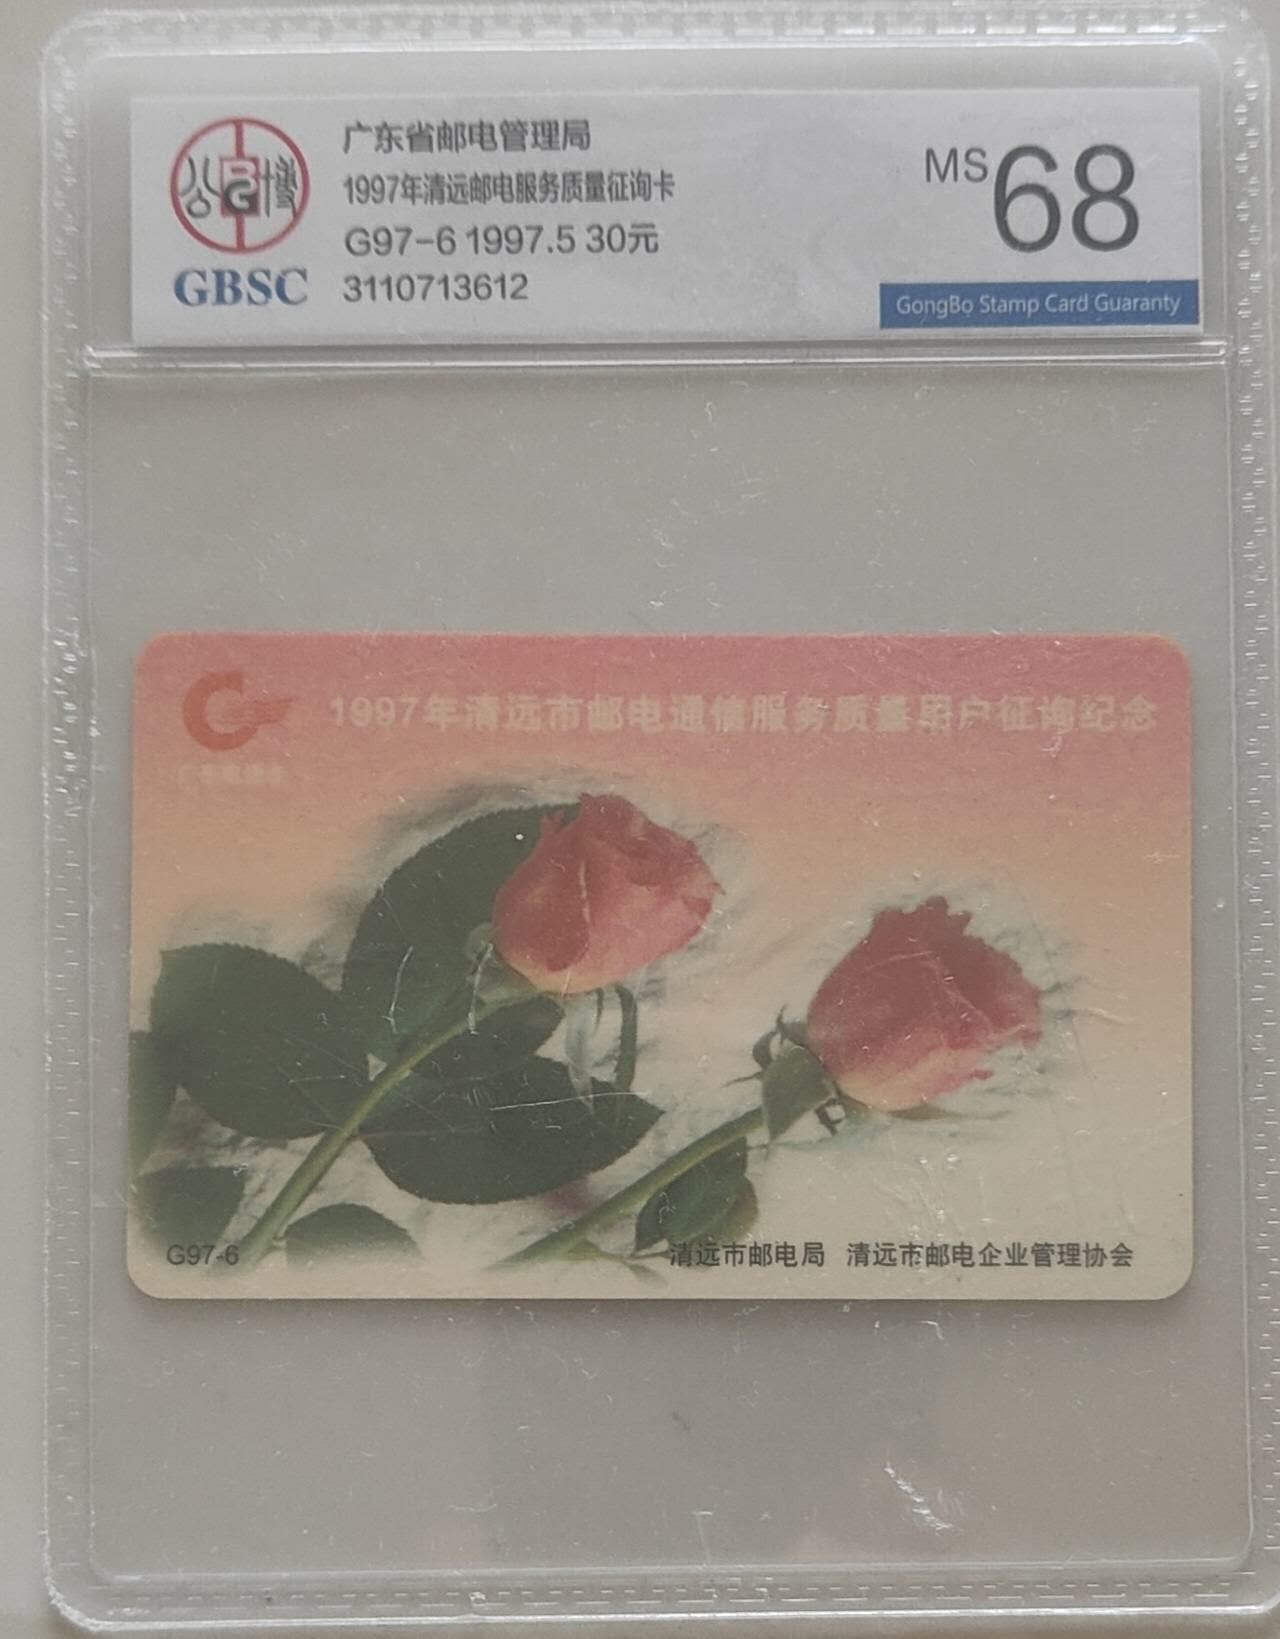 广东省邮电管理局
1997年清远邮电服务质量征询卡
G97-6 1997.5 30元
3110713612
公博
BG
GBSC
MS68
GongBo Stamp Card Guaranty
1997年清远市邮电通信服务质量用户征询纪念
G97-6
清远市邮电局 清远市邮电企业管理协会